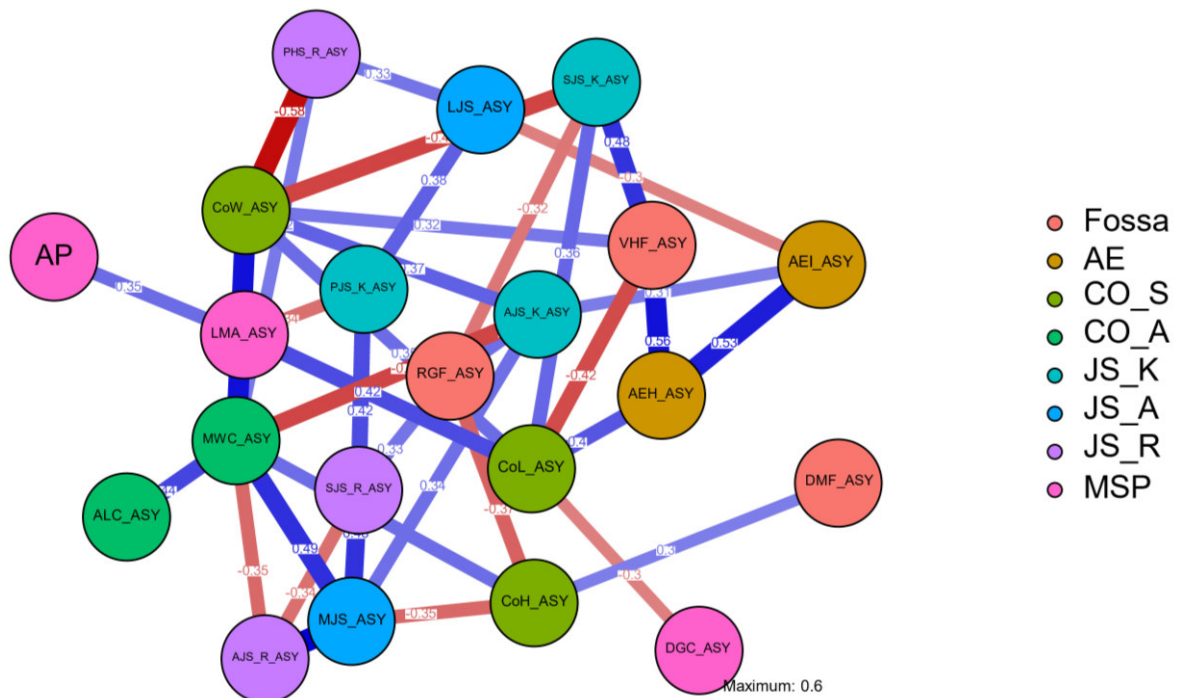 PHS_R_ASY
SJS_K_ASY
0.33
LJS_ASY
-0.58
0.48
-0.3
0.38
CoW_ASY
-0.32
0.32
VHF_ASY
AP
0.36
AEI_ASY
0.37
0.35
PJS_K_ASY
0.31
AJS_K_ASY
LMA_ASY
0.56
0.53
RGF_ASY
-0.42
0.42
AEH_ASY
0.42
MWC_ASY
0.4
0.33
CoL_ASY
SJS_R_ASY
0.34
DMF_ASY
ALC_ASY
0.49
0.3
-0.35
-0.3
-0.34
CoH_ASY
-0.35
MJS_ASY
DGC_ASY
AJS_R_ASY
Maximum: 0.6
Fossa
AE
CO_S
CO_A
JS_K
JS_A
JS_R
MSP